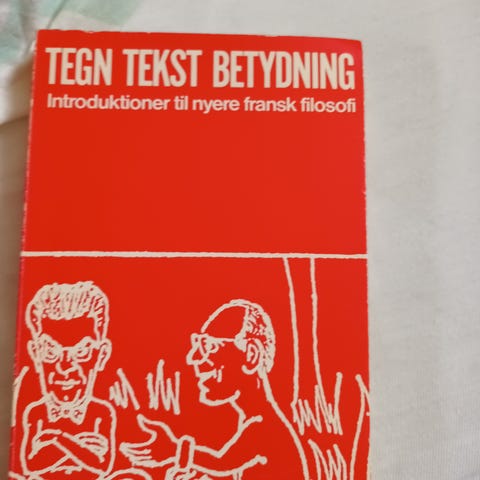 TEGN TEKST BETYDNING
Introduktioner til nyere fransk filosofi